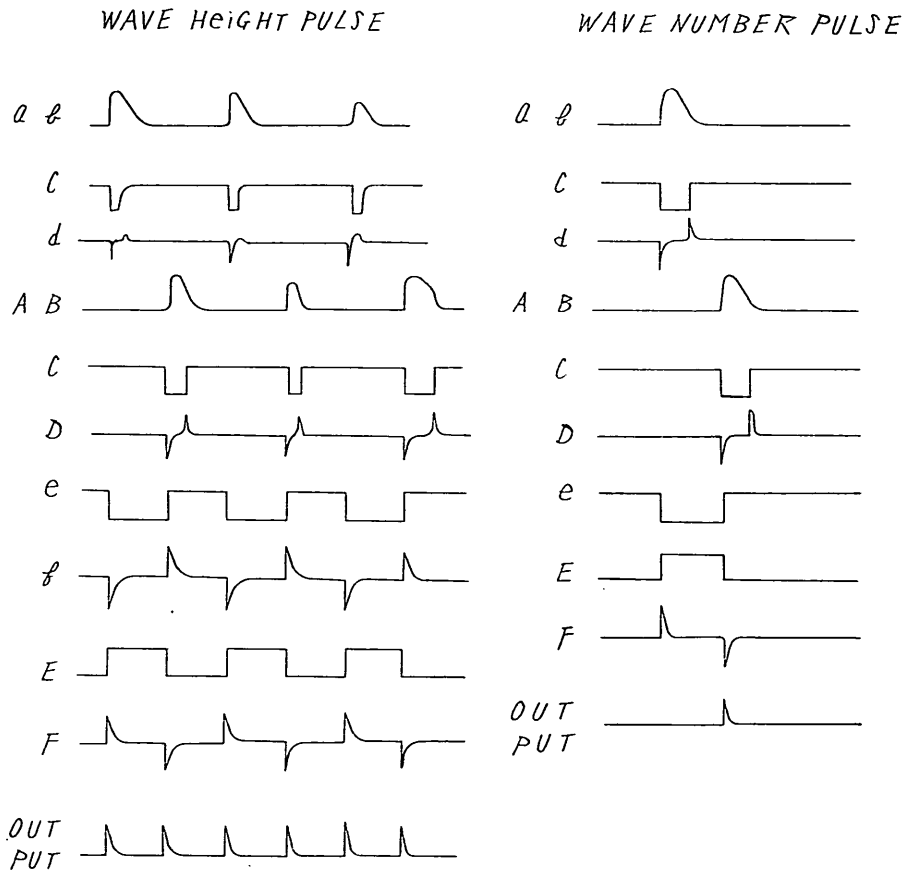 WAVE HeiGHT PULSE
a b
C
d
A B
C
D
e
f
E
F
OUT
PUT
WAVE NUMBER PULSE
a b
C
d
A B
C
D
e
E
F
OUT
PUT